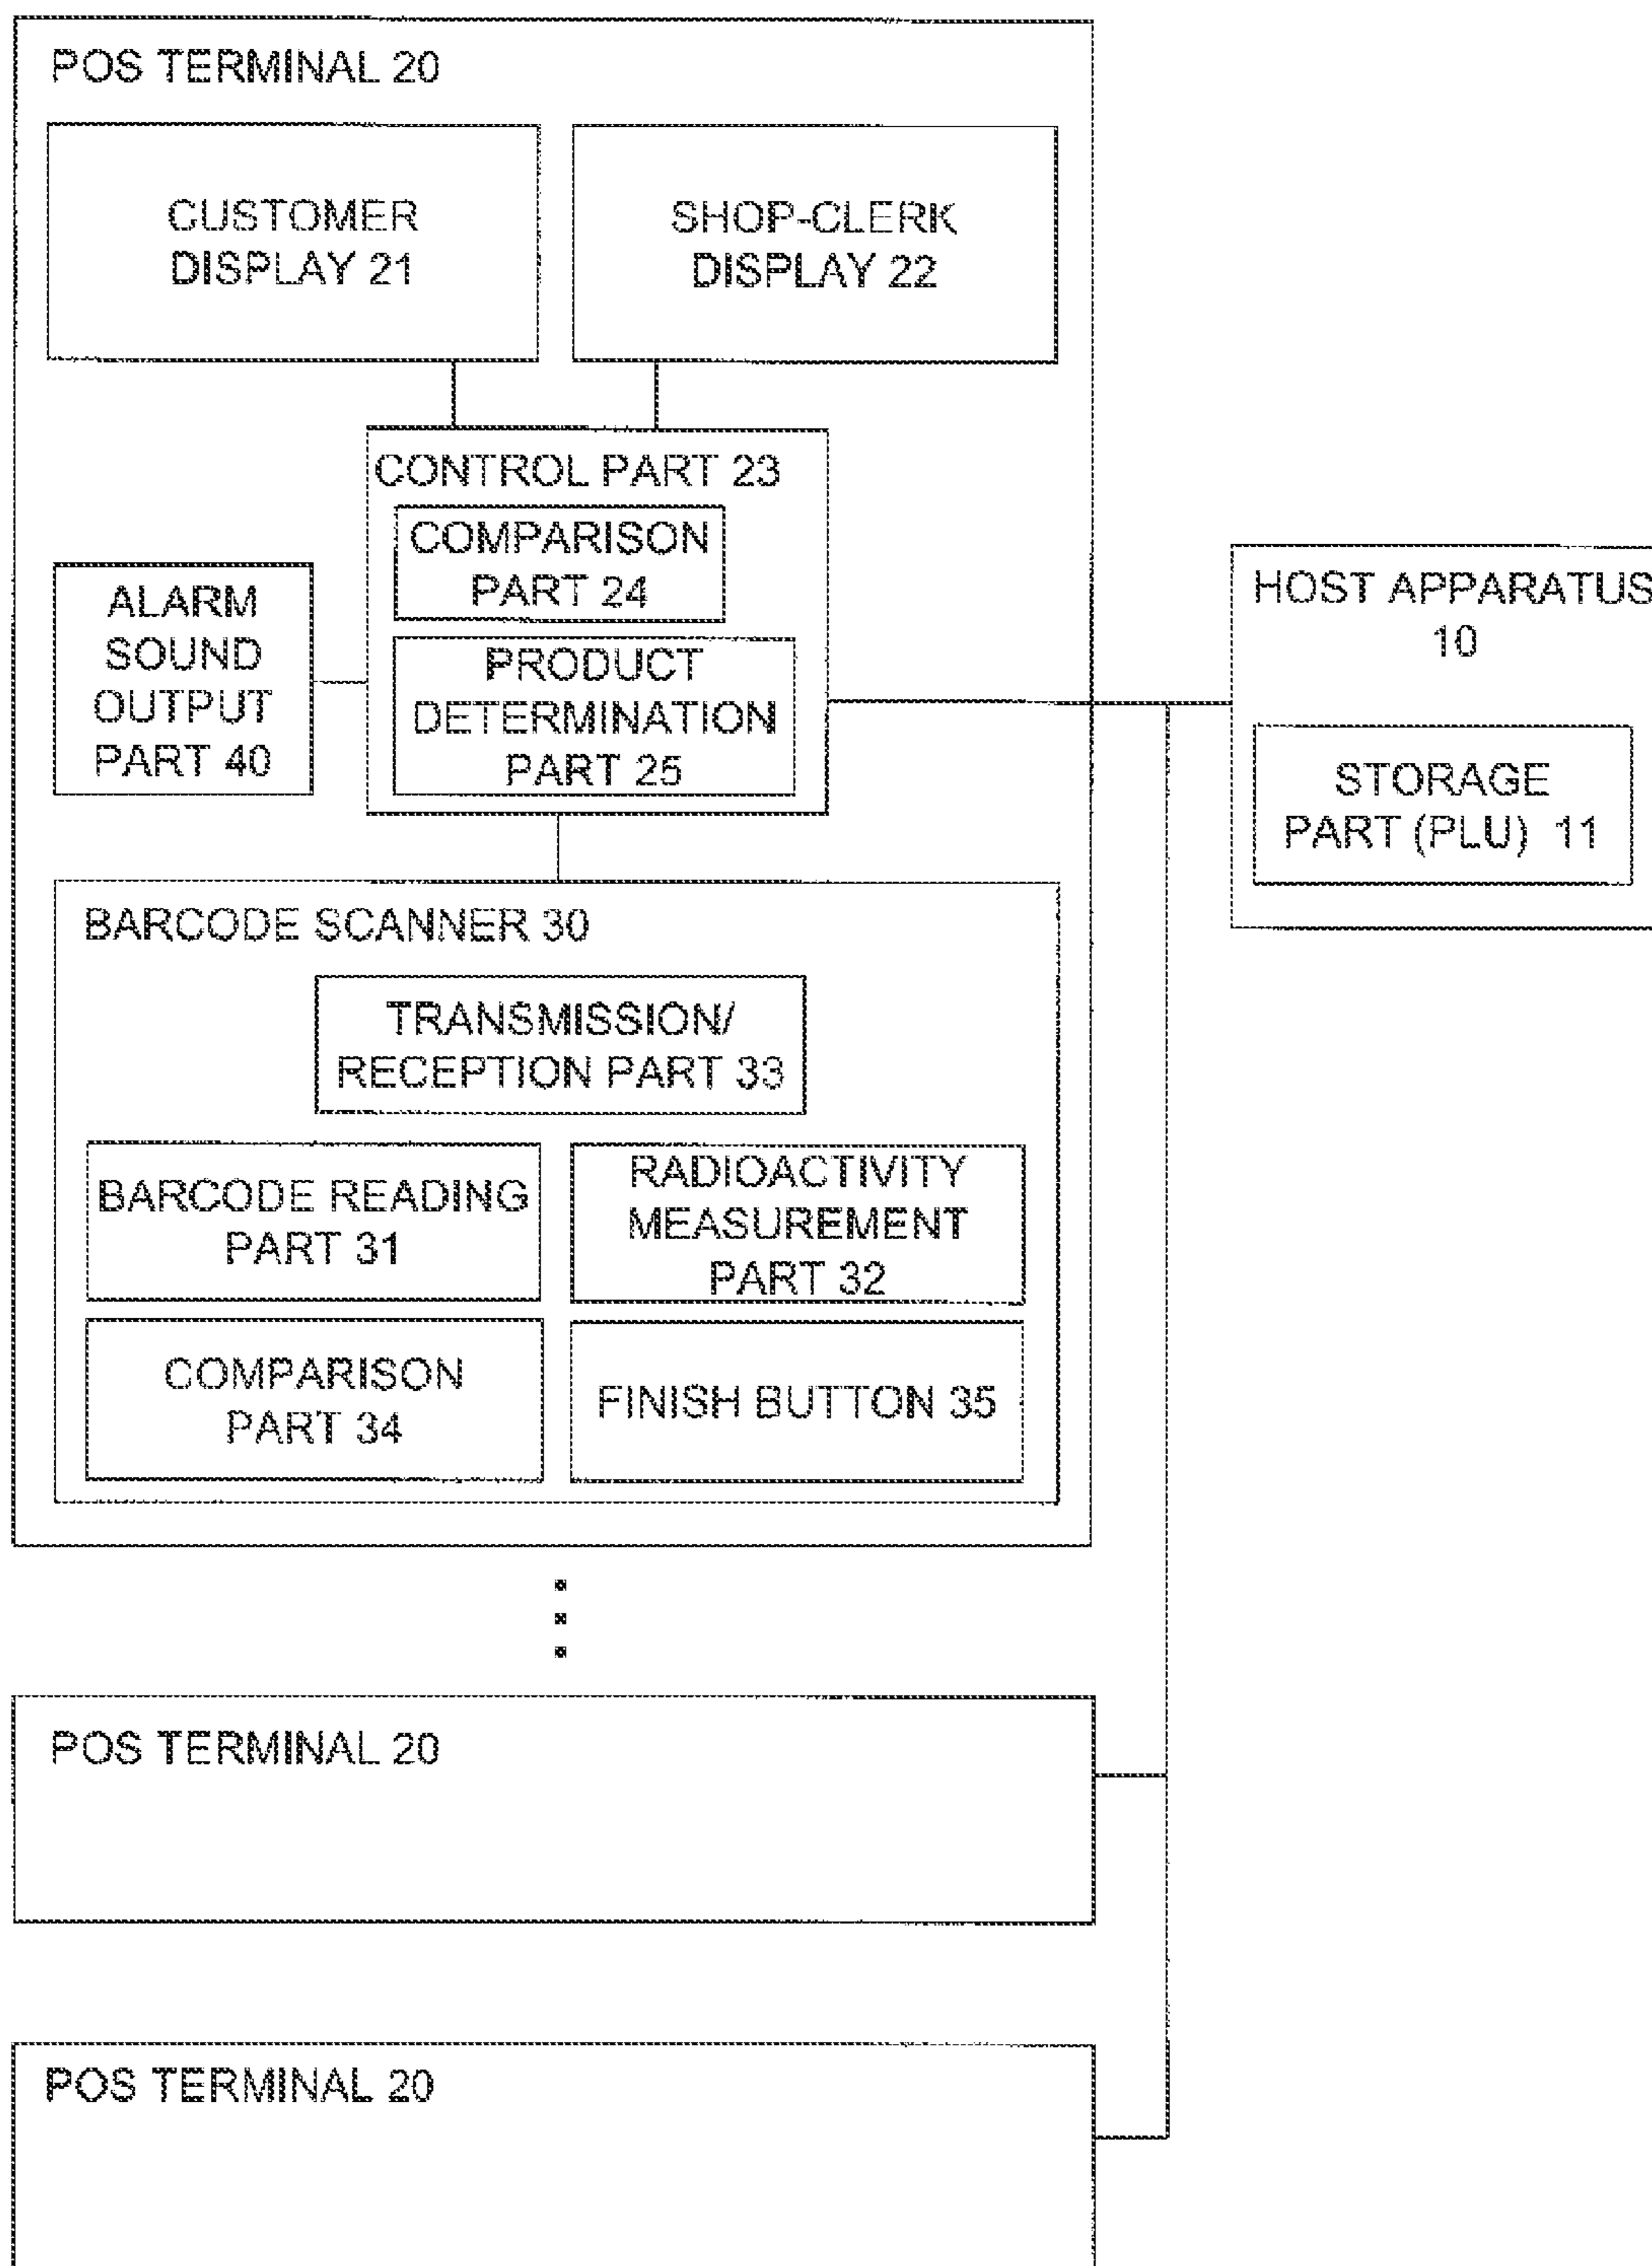 POS TERMINAL 20
CUSTOMER
DISPLAY 21
SHOP-CLERK
DISPLAY 22
CONTROL PART 23
COMPARISON
PART 24
PRODUCT
DETERMINATION
PART 25
ALARM
SOUND
OUTPUT
PART 40
HOST APPARATUS
10
STORAGE
PART (PLU) 11
BARCODE SCANNER 30
TRANSMISSION/
RECEPTION PART 33
BARCODE READING
PART 31
RADIOACTIVITY
MEASUREMENT
PART 32
COMPARISON
PART 34
FINISH BUTTON 35
POS TERMINAL 20
POS TERMINAL 20